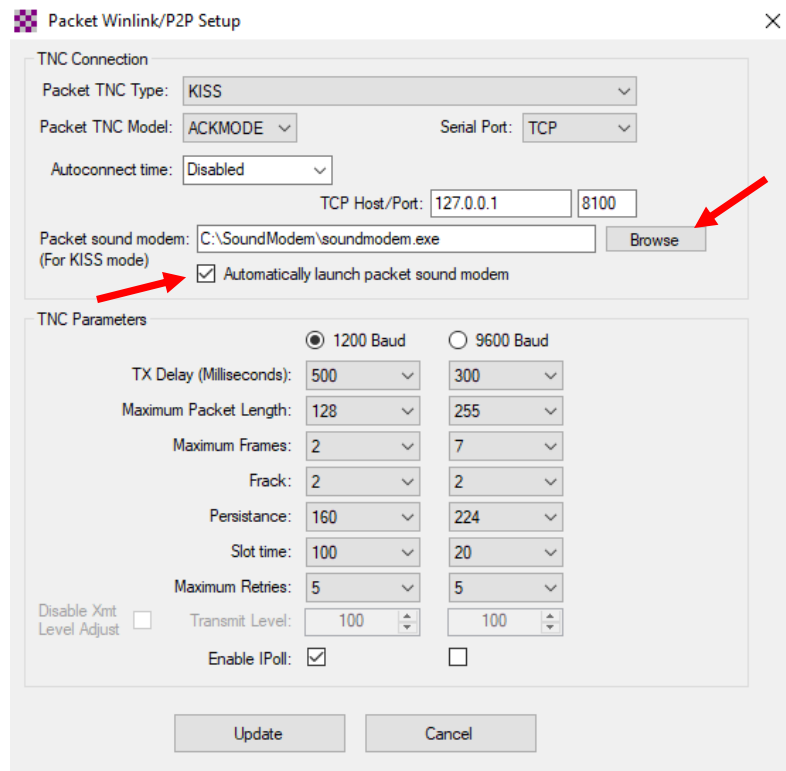 Packet Winlink/P2P Setup
TNC Connection
Packet TNC Type: KISS
Packet TNC Model: ACKMODE Serial Port: TCP
Autoconnect time: Disabled
TCP Host/Port: 127.0.0.1 8100
Packet sound modem: C:\SoundModem\soundmodem.exe Browse
(For KISS mode)
Automatically launch packet sound modem
TNC Parameters
1200 Baud 9600 Baud
TX Delay (Milliseconds): 500 300
Maximum Packet Length: 128 255
Maximum Frames: 2 7
Frack: 2 2
Persistance: 160 224
Slot time: 100 20
Maximum Retries: 5 5
Disable Xmt
Level Adjust Transmit Level: 100 100
Enable IPoll:
Update Cancel